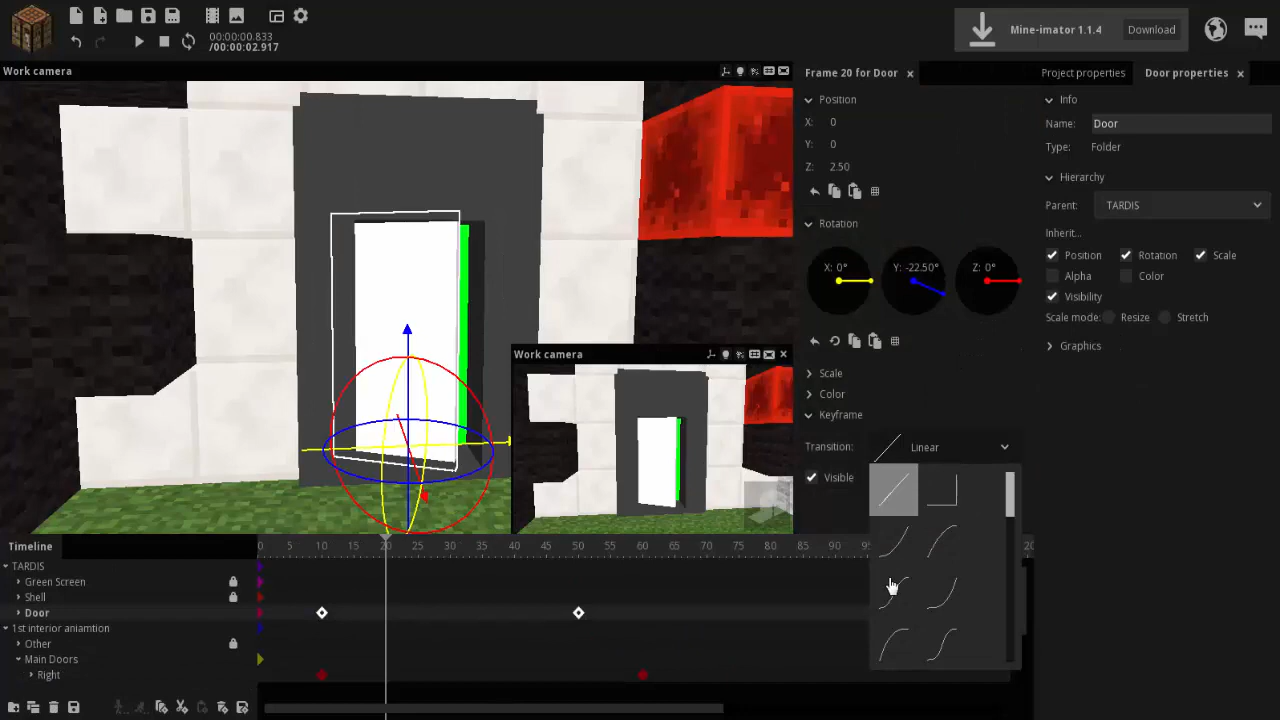 00:00:00.833
/00:00:02.917
Mine-imator 1.1.4
Download
Work camera
Frame 20 for Door
Project properties
Door properties
Position
X: 0
Y: 0
Z: 2.50
Rotation
X: 0°
Y: -22.50°
Z: 0°
Scale
Color
Keyframe
Transition: Linear
Visible
Info
Name: Door
Type: Folder
Hierarchy
Parent: TARDIS
Inherit...
Position Rotation Scale
Alpha Color
Visibility
Scale mode: Resize Stretch
Graphics
Work camera
Timeline
0 5 10 15 20 25 30 35 40 45 50 55 60 65 70 75 80 85 90 95 20
TARDIS
Green Screen
Shell
Door
1st interior aniamtion
Other
Main Doors
Right